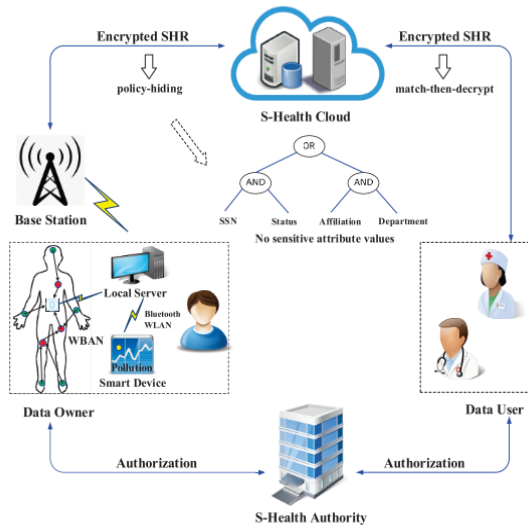 Encrypted SHR
Encrypted SHR
policy-hiding
match-then-decrypt
S-Health Cloud
OR
AND
AND
SSN
Status
Affiliation
Department
No sensitive attribute values
Base Station
Local Server
Bluetooth
WLAN
WBAN
Pollution
Smart Device
Data Owner
Data User
Authorization
Authorization
S-Health Authority